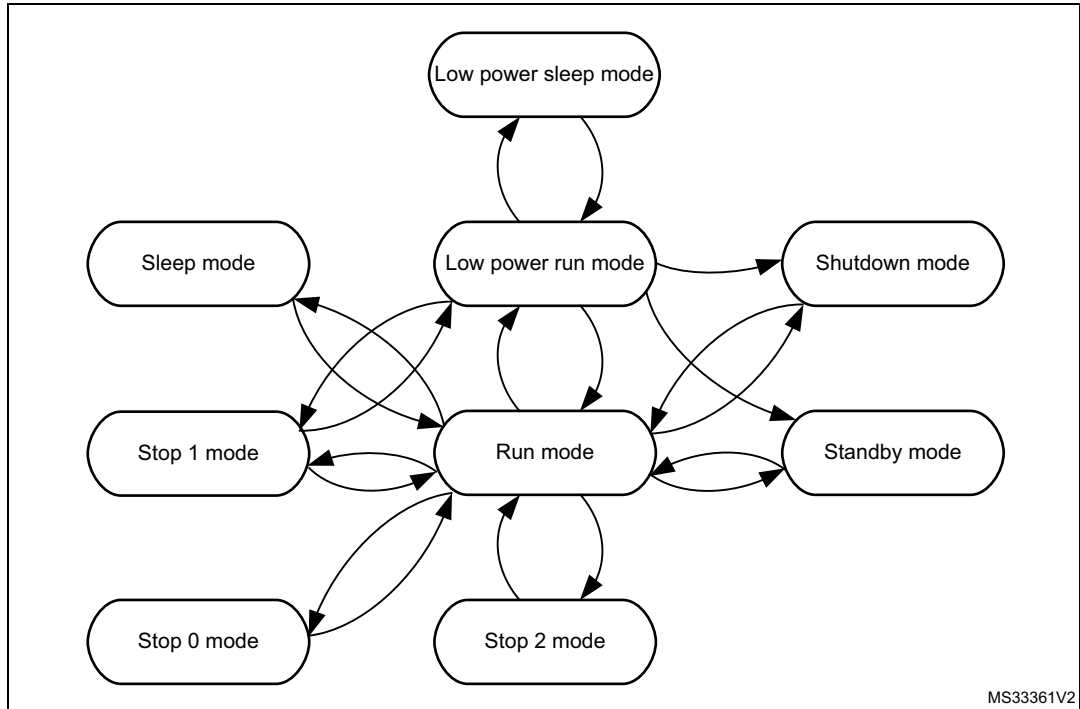 Low power sleep mode
Sleep mode
Low power run mode
Shutdown mode
Stop 1 mode
Run mode
Standby mode
Stop 0 mode
Stop 2 mode
MS33361V2